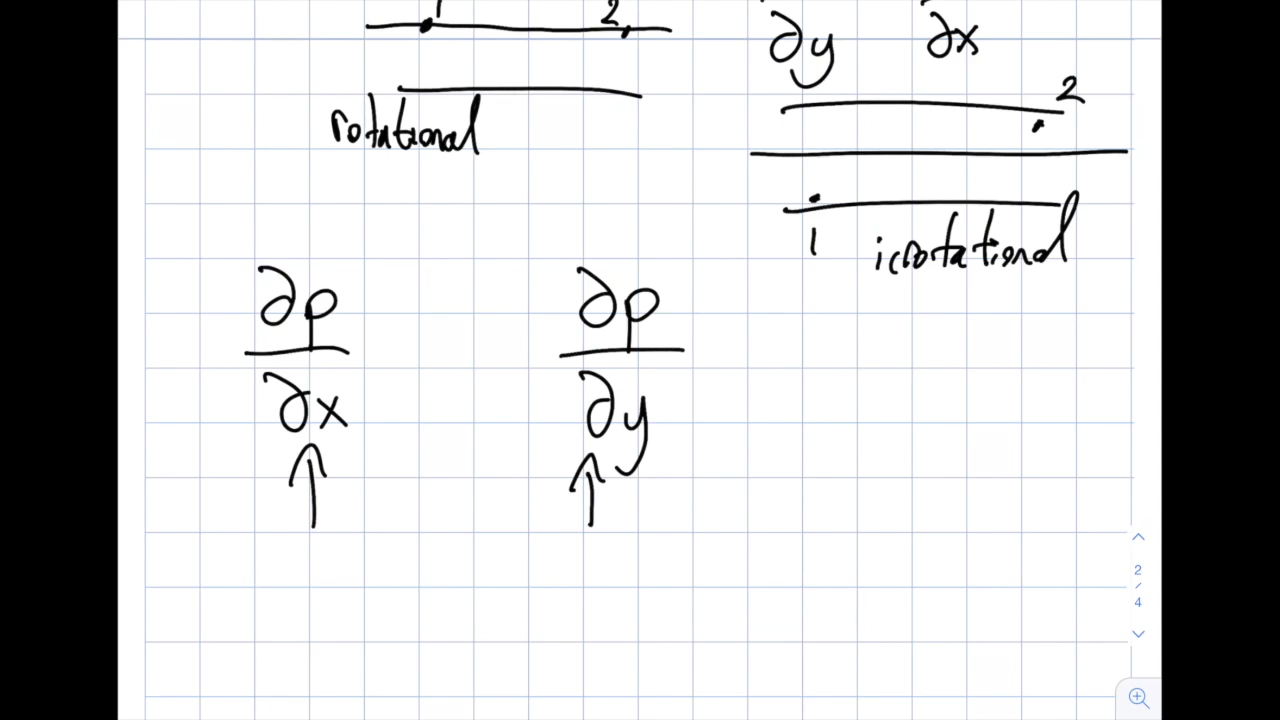 1 2
∂y ∂x
2
rotational
1 irrotational
∂p ∂p
∂x ∂y
2
/
4